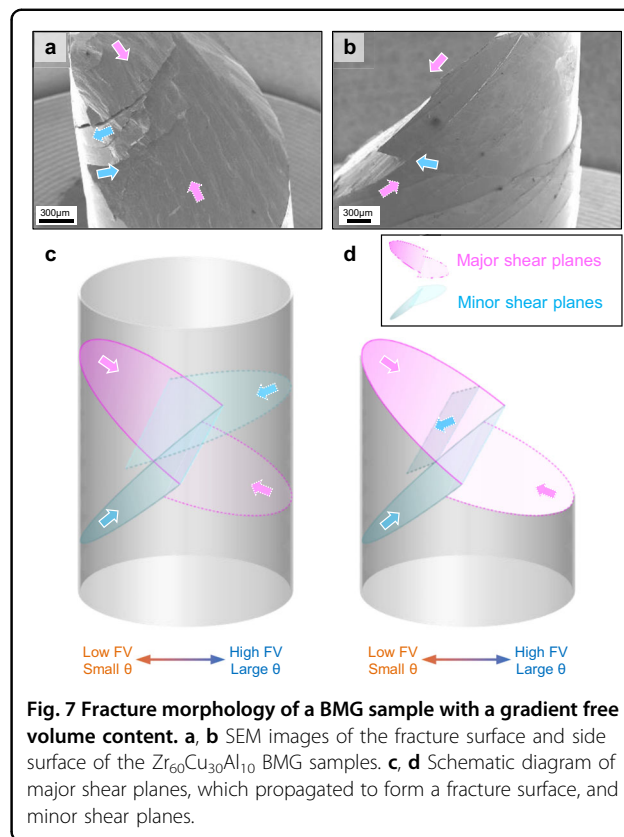 a
b
300μm
300μm
c
d
Major shear planes
Minor shear planes
Low FV
Small θ
High FV
Large θ
Low FV
Small θ
High FV
Large θ
Fig. 7 Fracture morphology of a BMG sample with a gradient free
volume content. a, b SEM images of the fracture surface and side
surface of the Zr₆₀Cu₃₀Al₁₀ BMG samples. c, d Schematic diagram of
major shear planes, which propagated to form a fracture surface, and
minor shear planes.